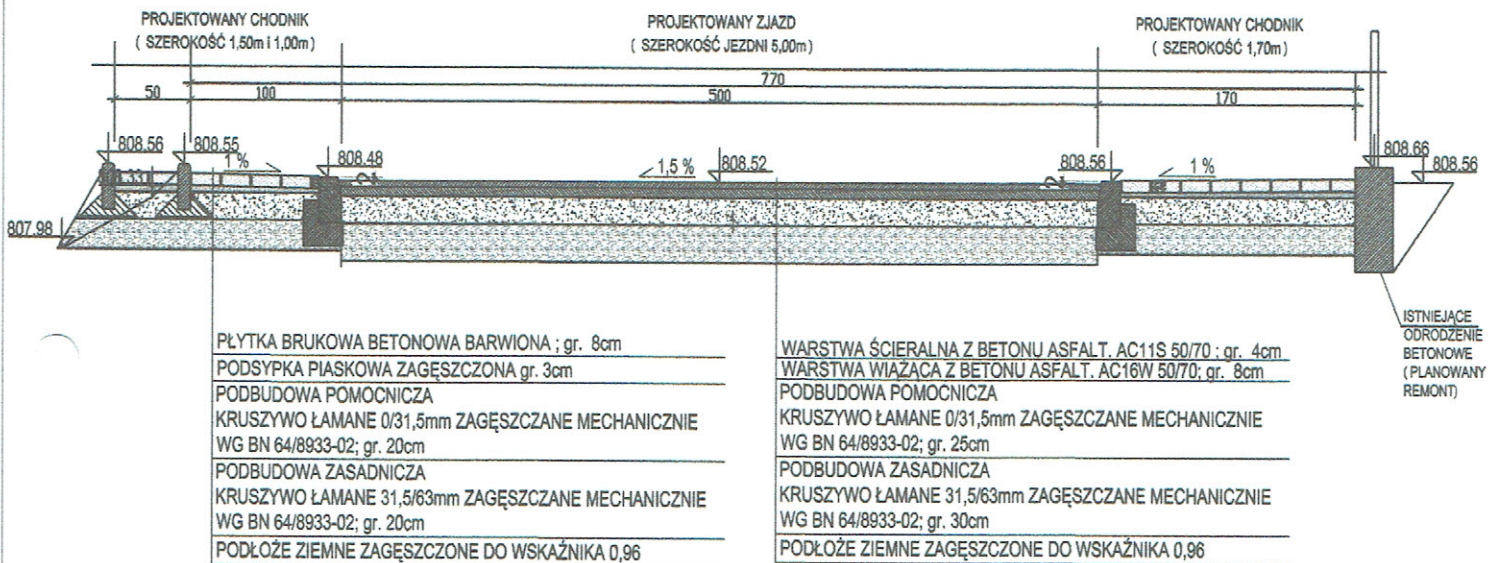 PROJEKTOWANY CHODNIK
( SZEROKOŚĆ 1,50m i 1,00m )
PROJEKTOWANY ZJAZD
( SZEROKOŚĆ JEZDNI 5,00m )
PROJEKTOWANY CHODNIK
( SZEROKOŚĆ 1,70m )
770
50
100
500
170
808.56
808.55
1 %
808.48
2
1,5 %
808.52
808.56
2
1 %
808.66
808.56
1.33
807.98
PŁYTKA BRUKOWA BETONOWA BARWIONA ; gr. 8cm
PODSYPKA PIASKOWA ZAGĘSZCZONA gr. 3cm
PODBUDOWA POMOCNICZA
KRUSZYWO ŁAMANE 0/31,5mm ZAGĘSZCZANE MECHANICZNIE
WG BN 64/8933-02; gr. 20cm
PODBUDOWA ZASADNICZA
KRUSZYWO ŁAMANE 31,5/63mm ZAGĘSZCZANE MECHANICZNIE
WG BN 64/8933-02; gr. 20cm
PODŁOŻE ZIEMNE ZAGĘSZCZONE DO WSKAŹNIKA 0,96
WARSTWA ŚCIERALNA Z BETONU ASFALT. AC11S 50/70 ; gr. 4cm
WARSTWA WIĄŻĄCA Z BETONU ASFALT. AC16W 50/70; gr. 8cm
PODBUDOWA POMOCNICZA
KRUSZYWO ŁAMANE 0/31,5mm ZAGĘSZCZANE MECHANICZNIE
WG BN 64/8933-02; gr. 25cm
PODBUDOWA ZASADNICZA
KRUSZYWO ŁAMANE 31,5/63mm ZAGĘSZCZANE MECHANICZNIE
WG BN 64/8933-02; gr. 30cm
PODŁOŻE ZIEMNE ZAGĘSZCZONE DO WSKAŹNIKA 0,96
ISTNIEJĄCE
ODRODZENIE
BETONOWE
( PLANOWANY
REMONT)